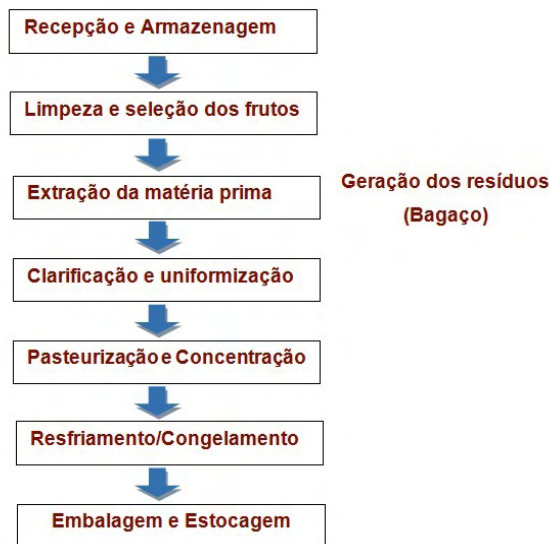 Recepção e Armazenagem
Limpeza e seleção dos frutos
Extração da matéria prima
Geração dos resíduos
(Bagaço)
Clarificação e uniformização
Pasteurização e Concentração
Resfriamento/Congelamento
Embalagem e Estocagem